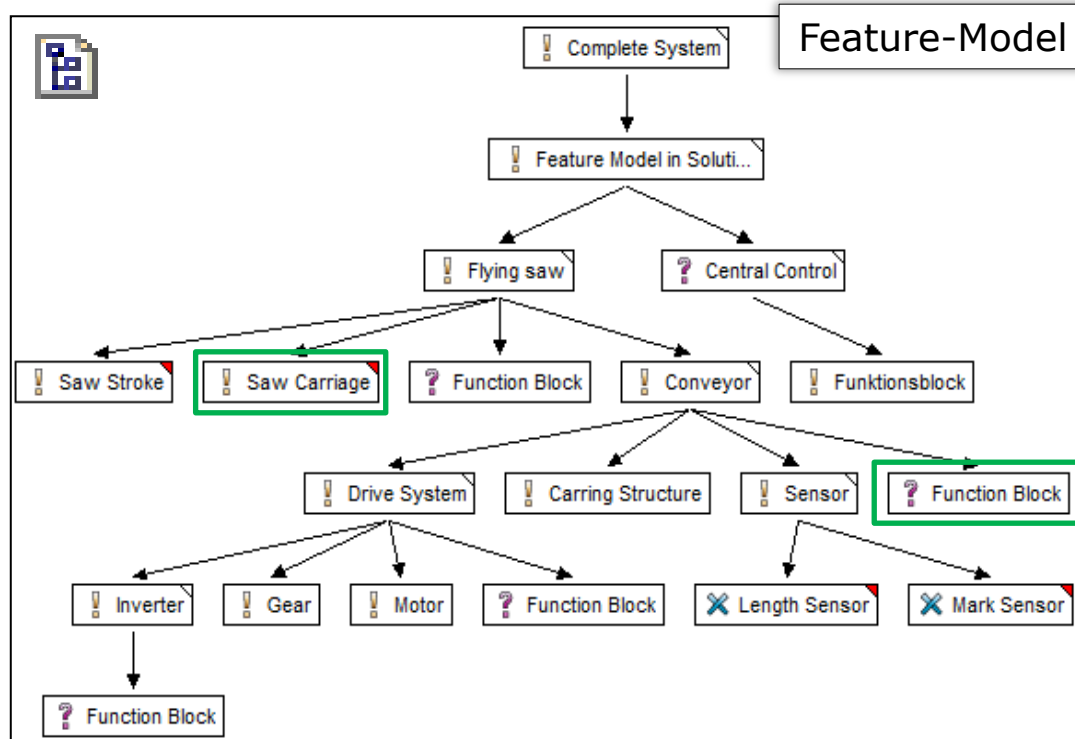 Feature-Model
Complete System
Feature Model in Soluti...
Flying saw
Central Control
Saw Stroke
Saw Carriage
Function Block
Conveyor
Funktionsblock
Drive System
Carring Structure
Sensor
Function Block
Inverter
Gear
Motor
Function Block
Length Sensor
Mark Sensor
Function Block